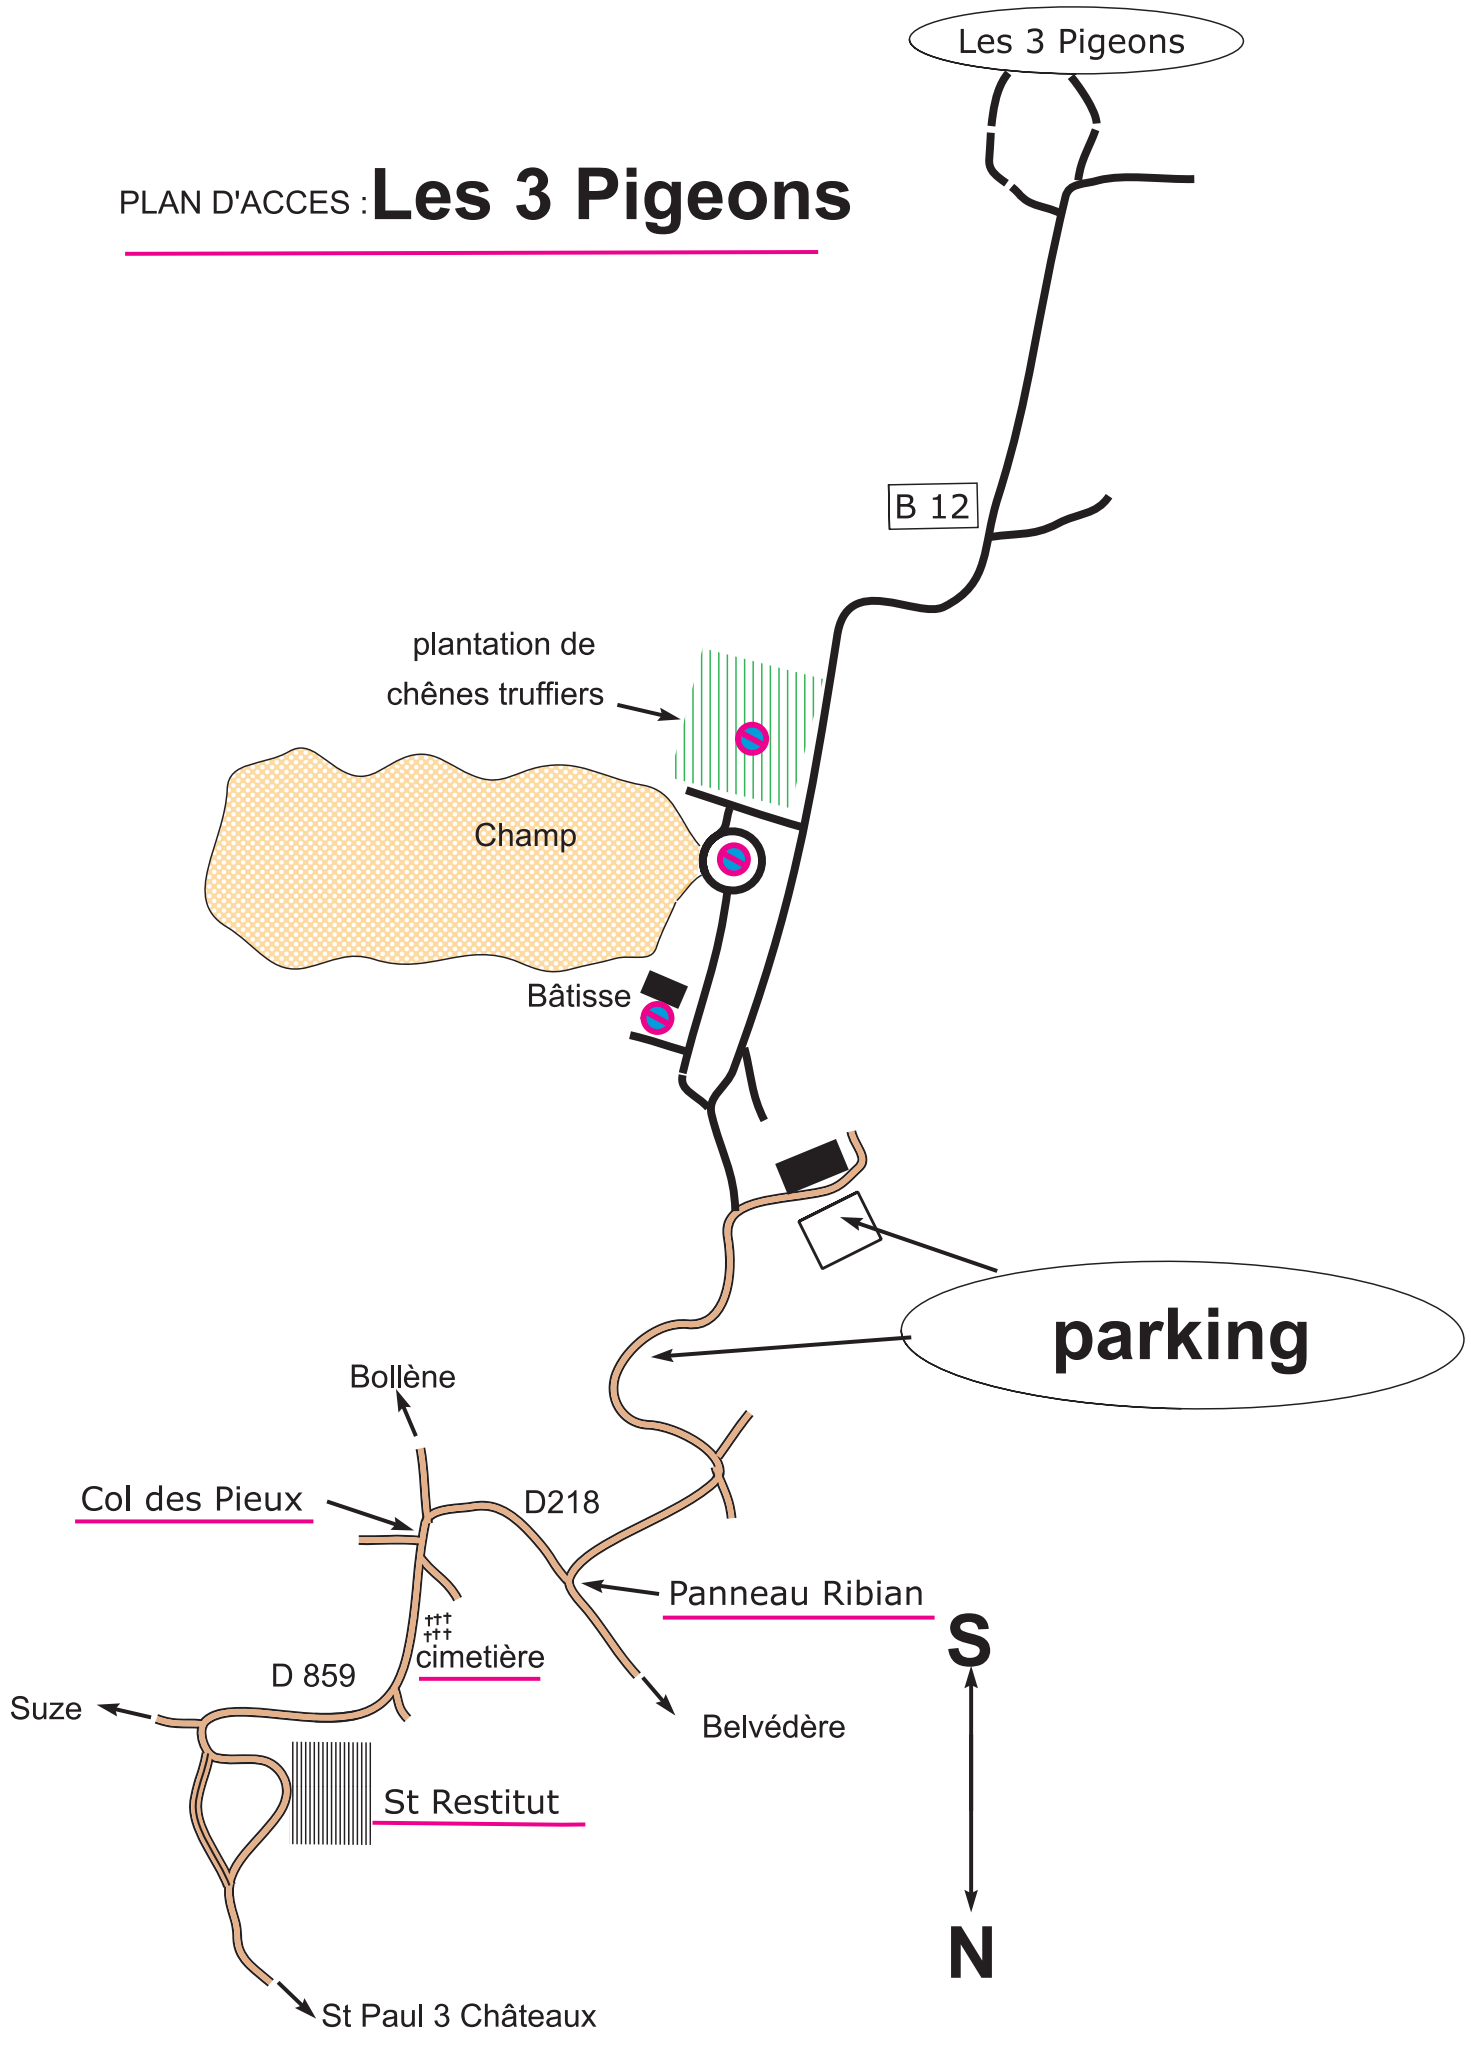 Les 3 Pigeons
PLAN D'ACCES : Les 3 Pigeons
B 12
plantation de
chênes truffiers
Champ
Bâtisse
parking
Bollène
Col des Pieux
D218
Panneau Ribian
S
cimetière
D 859
Suze
Belvédère
St Restitut
N
St Paul 3 Châteaux